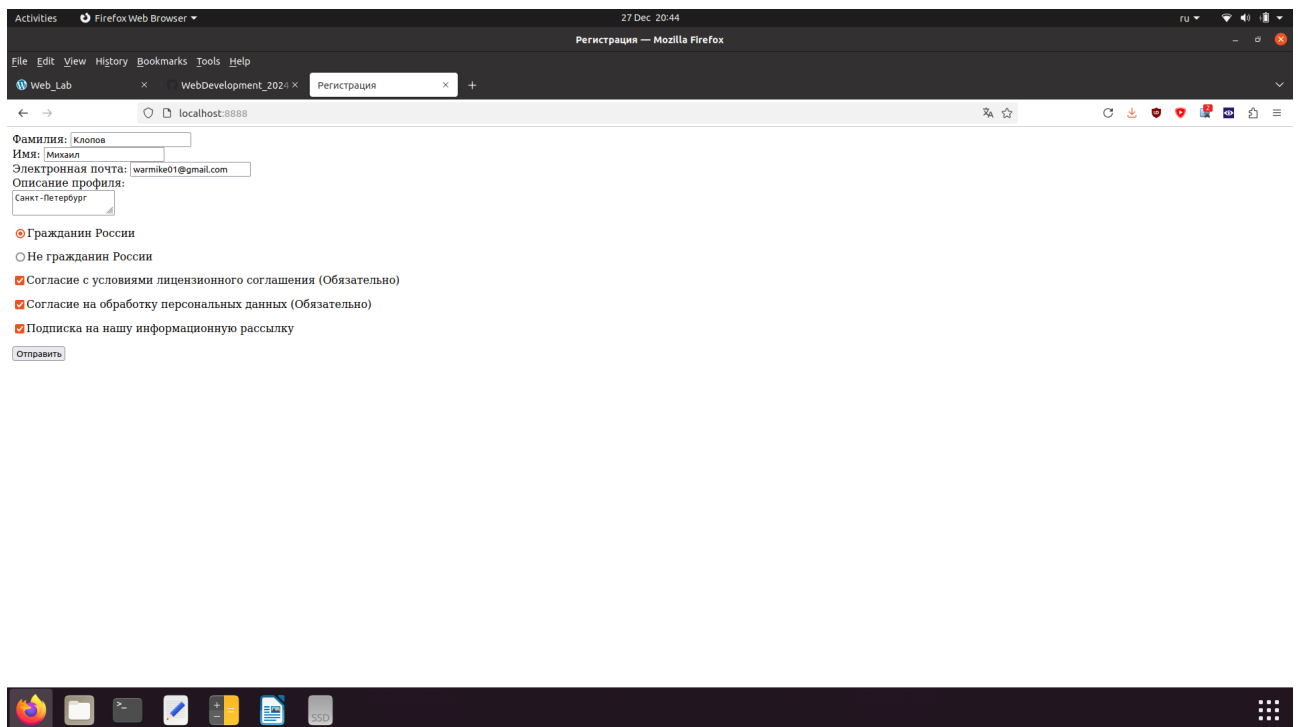 Activities Firefox Web Browser 27 Dec 20:44 ru
Регистрация — Mozilla Firefox
File Edit View History Bookmarks Tools Help
Web_Lab WebDevelopment_2024 Регистрация
localhost:8888
2
Фамилия: Клопов
Имя: Михаил
Электронная почта: warmike01@gmail.com
Описание профиля:
Санкт-Петербург
Гражданин России
Не гражданин России
Согласие с условиями лицензионного соглашения (Обязательно)
Согласие на обработку персональных данных (Обязательно)
Подписка на нашу информационную рассылку
Отправить
SSD